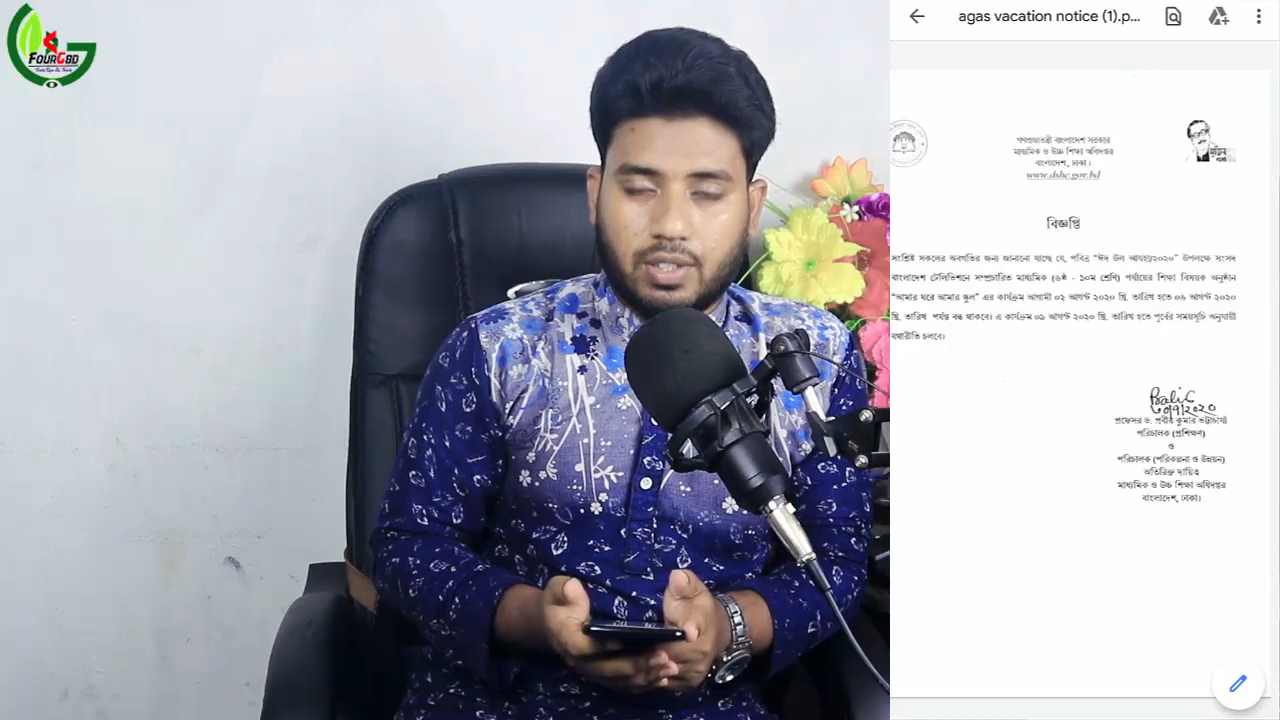 FOURGBD
agas vacation notice (1).p...
গণপ্রজাতন্ত্রী বাংলাদেশ সরকার
মাধ্যমিক ও উচ্চ শিক্ষা অধিদপ্তর
বাংলাদেশ, ঢাকা।
www.dshe.gov.bd
বিজ্ঞপ্তি
সংশ্লিষ্ট সকলের অবগতির জন্য জানানো যাচ্ছে যে, পবিত্র “ঈদ উল আযহা/২০২০” উপলক্ষে সংসদ
বাংলাদেশ টেলিভিশনে সম্প্রচারিত মাধ্যমিক (৬ষ্ঠ - ১০ম শ্রেণি) পর্যায়ের শিক্ষা বিষয়ক অনুষ্ঠান
“আমার ঘরে আমার স্কুল” এর কার্যক্রম আগামী ০২ আগস্ট ২০২০ খ্রি. তারিখ হতে ০৬ আগস্ট ২০২০
খ্রি. তারিখ পর্যন্ত বন্ধ থাকবে। এ কার্যক্রম ০৯ আগস্ট ২০২০ খ্রি. তারিখ হতে পূর্বের সময়সূচি অনুযায়ী
যথারীতি চলবে।
প্রফেসর ড. প্রবীর কুমার ভট্টাচার্য্য
পরিচালক (প্রশিক্ষণ)
ও
পরিচালক (পরিকল্পনা ও উন্নয়ন)
অতিরিক্ত দায়িত্ব
মাধ্যমিক ও উচ্চ শিক্ষা অধিদপ্তর
বাংলাদেশ, ঢাকা।